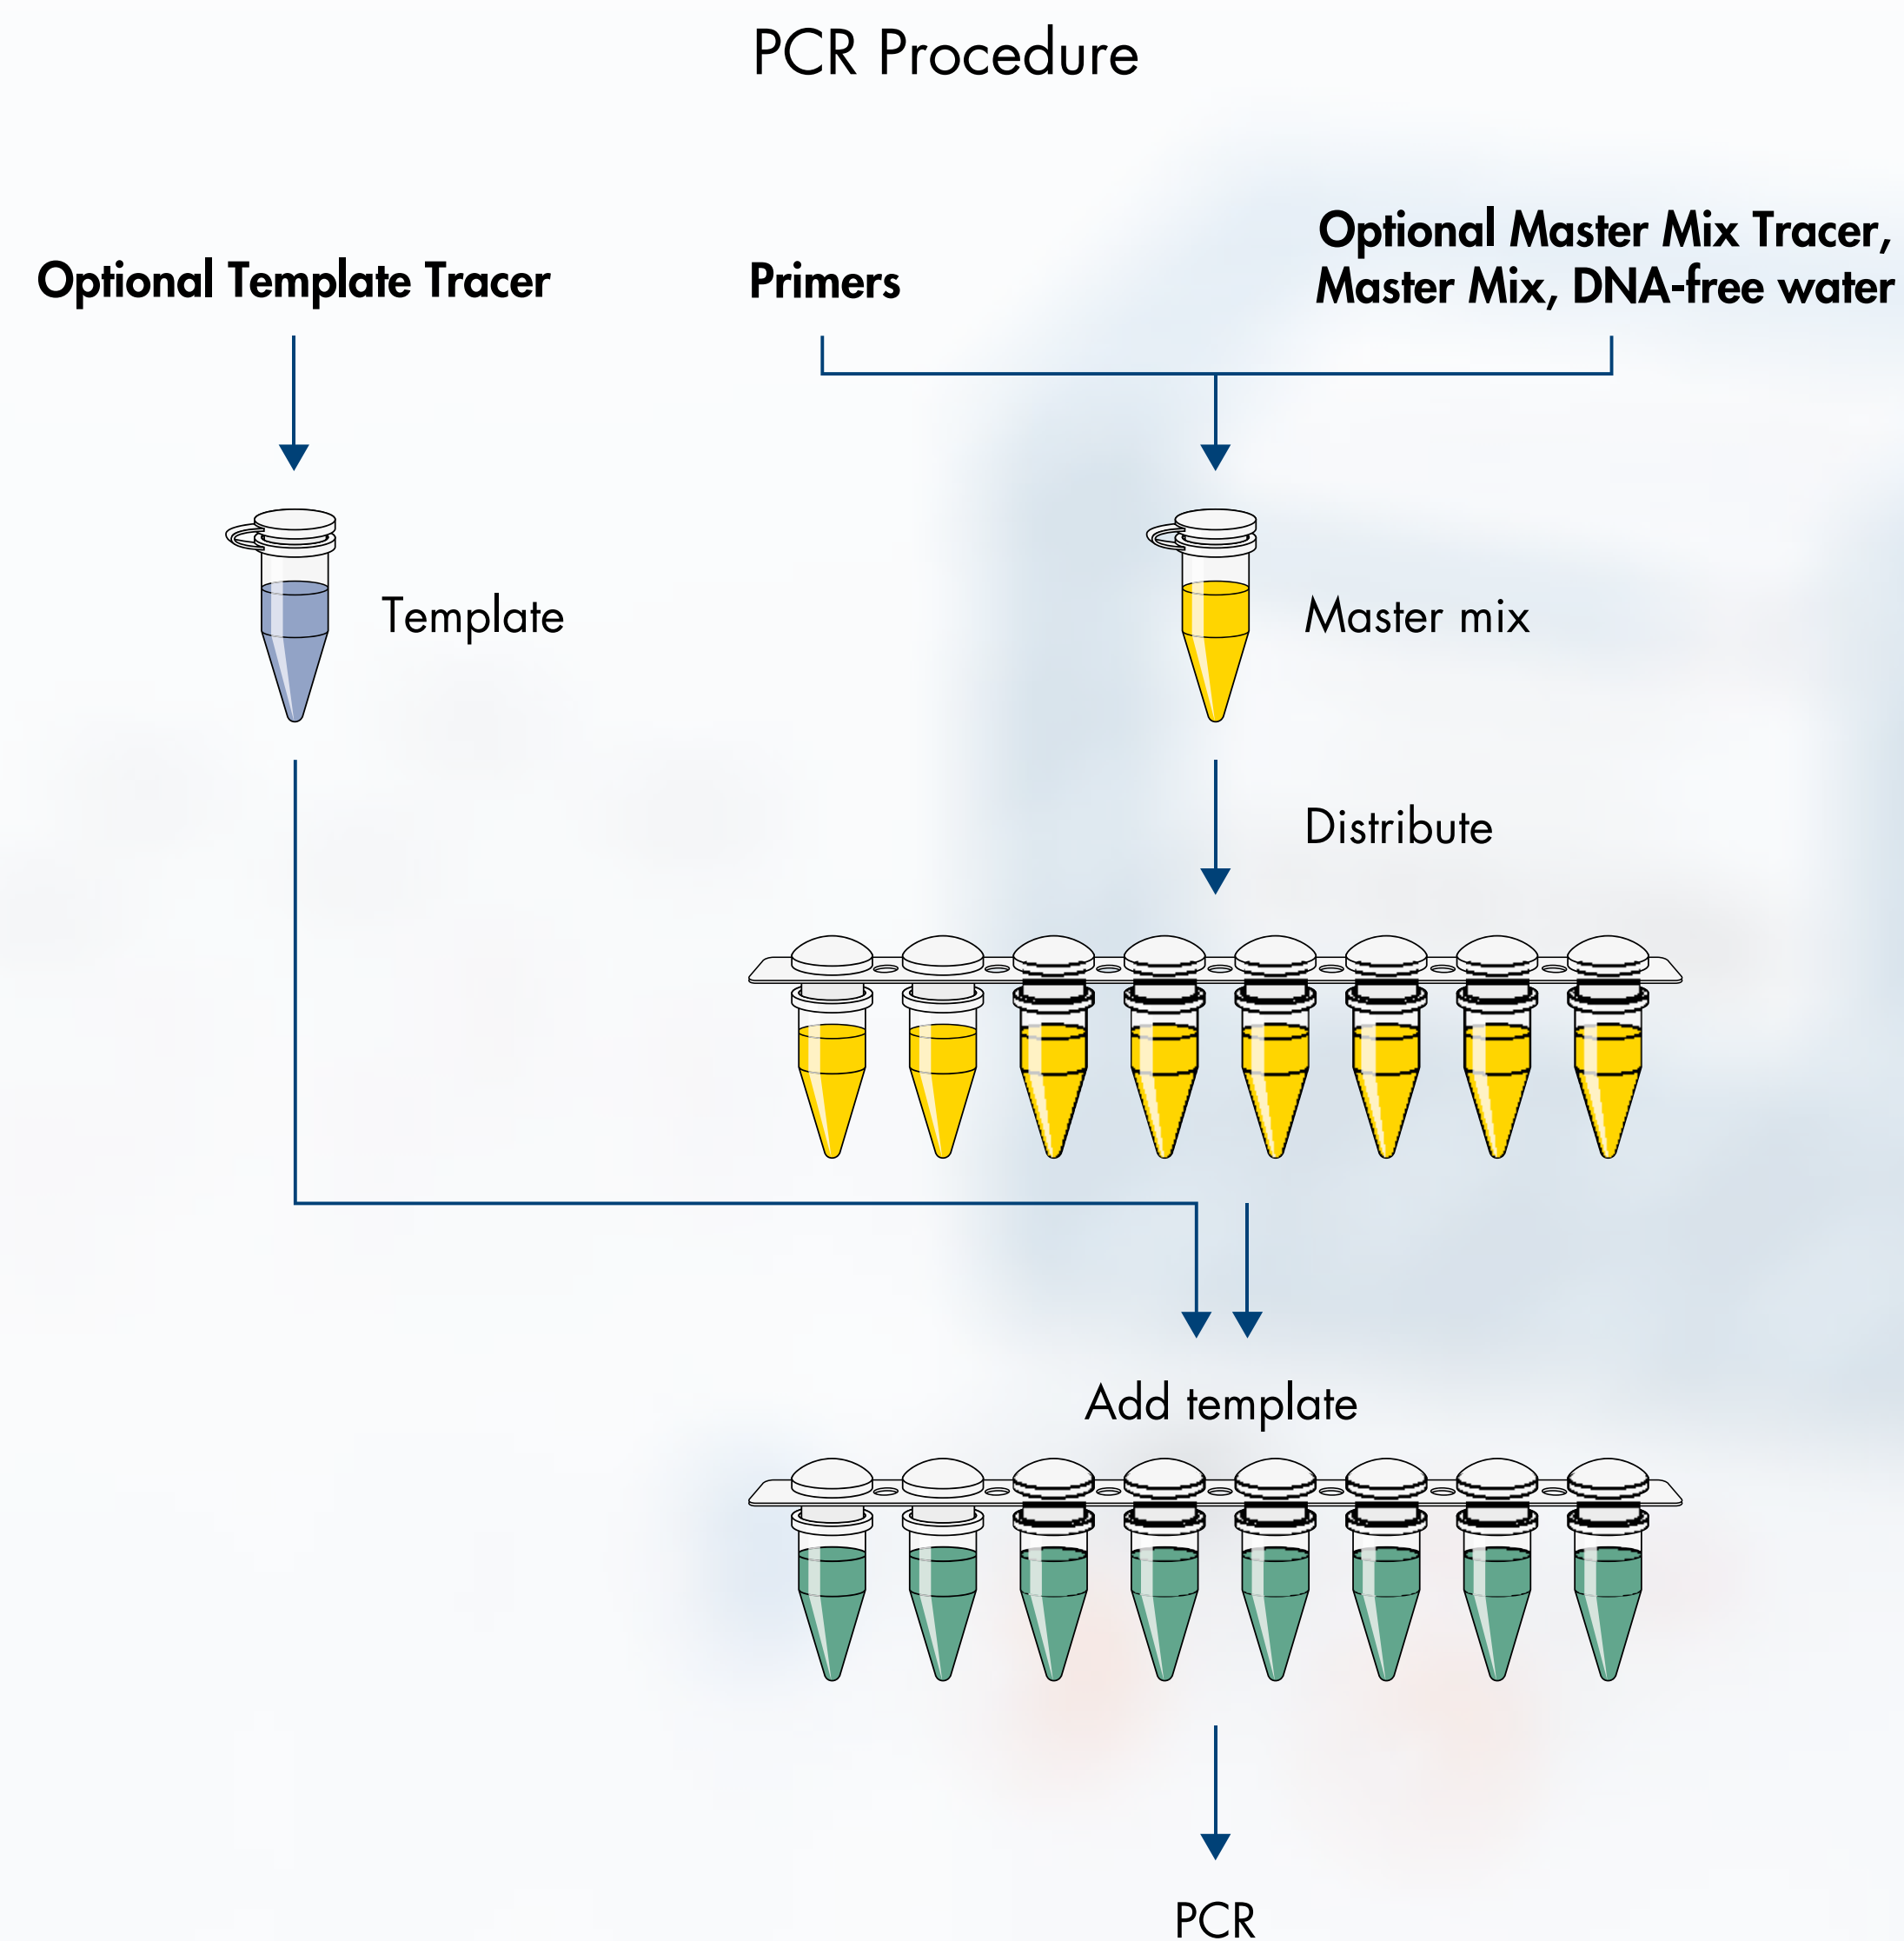 PCR Procedure
Optional Template Tracer
Primers
Optional Master Mix Tracer,
Master Mix, DNA-free water
Template
Master mix
Distribute
Add template
PCR